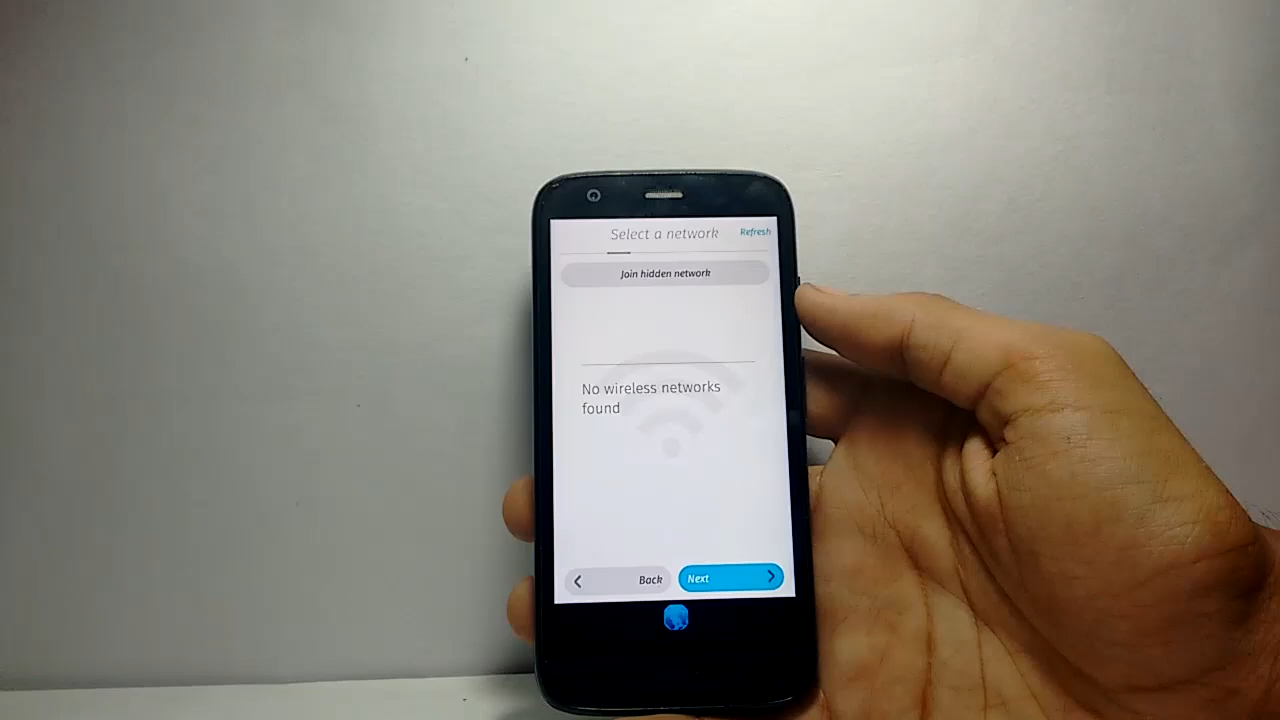 Select a network
Refresh
Join hidden network
No wireless networks
found
Back
Next